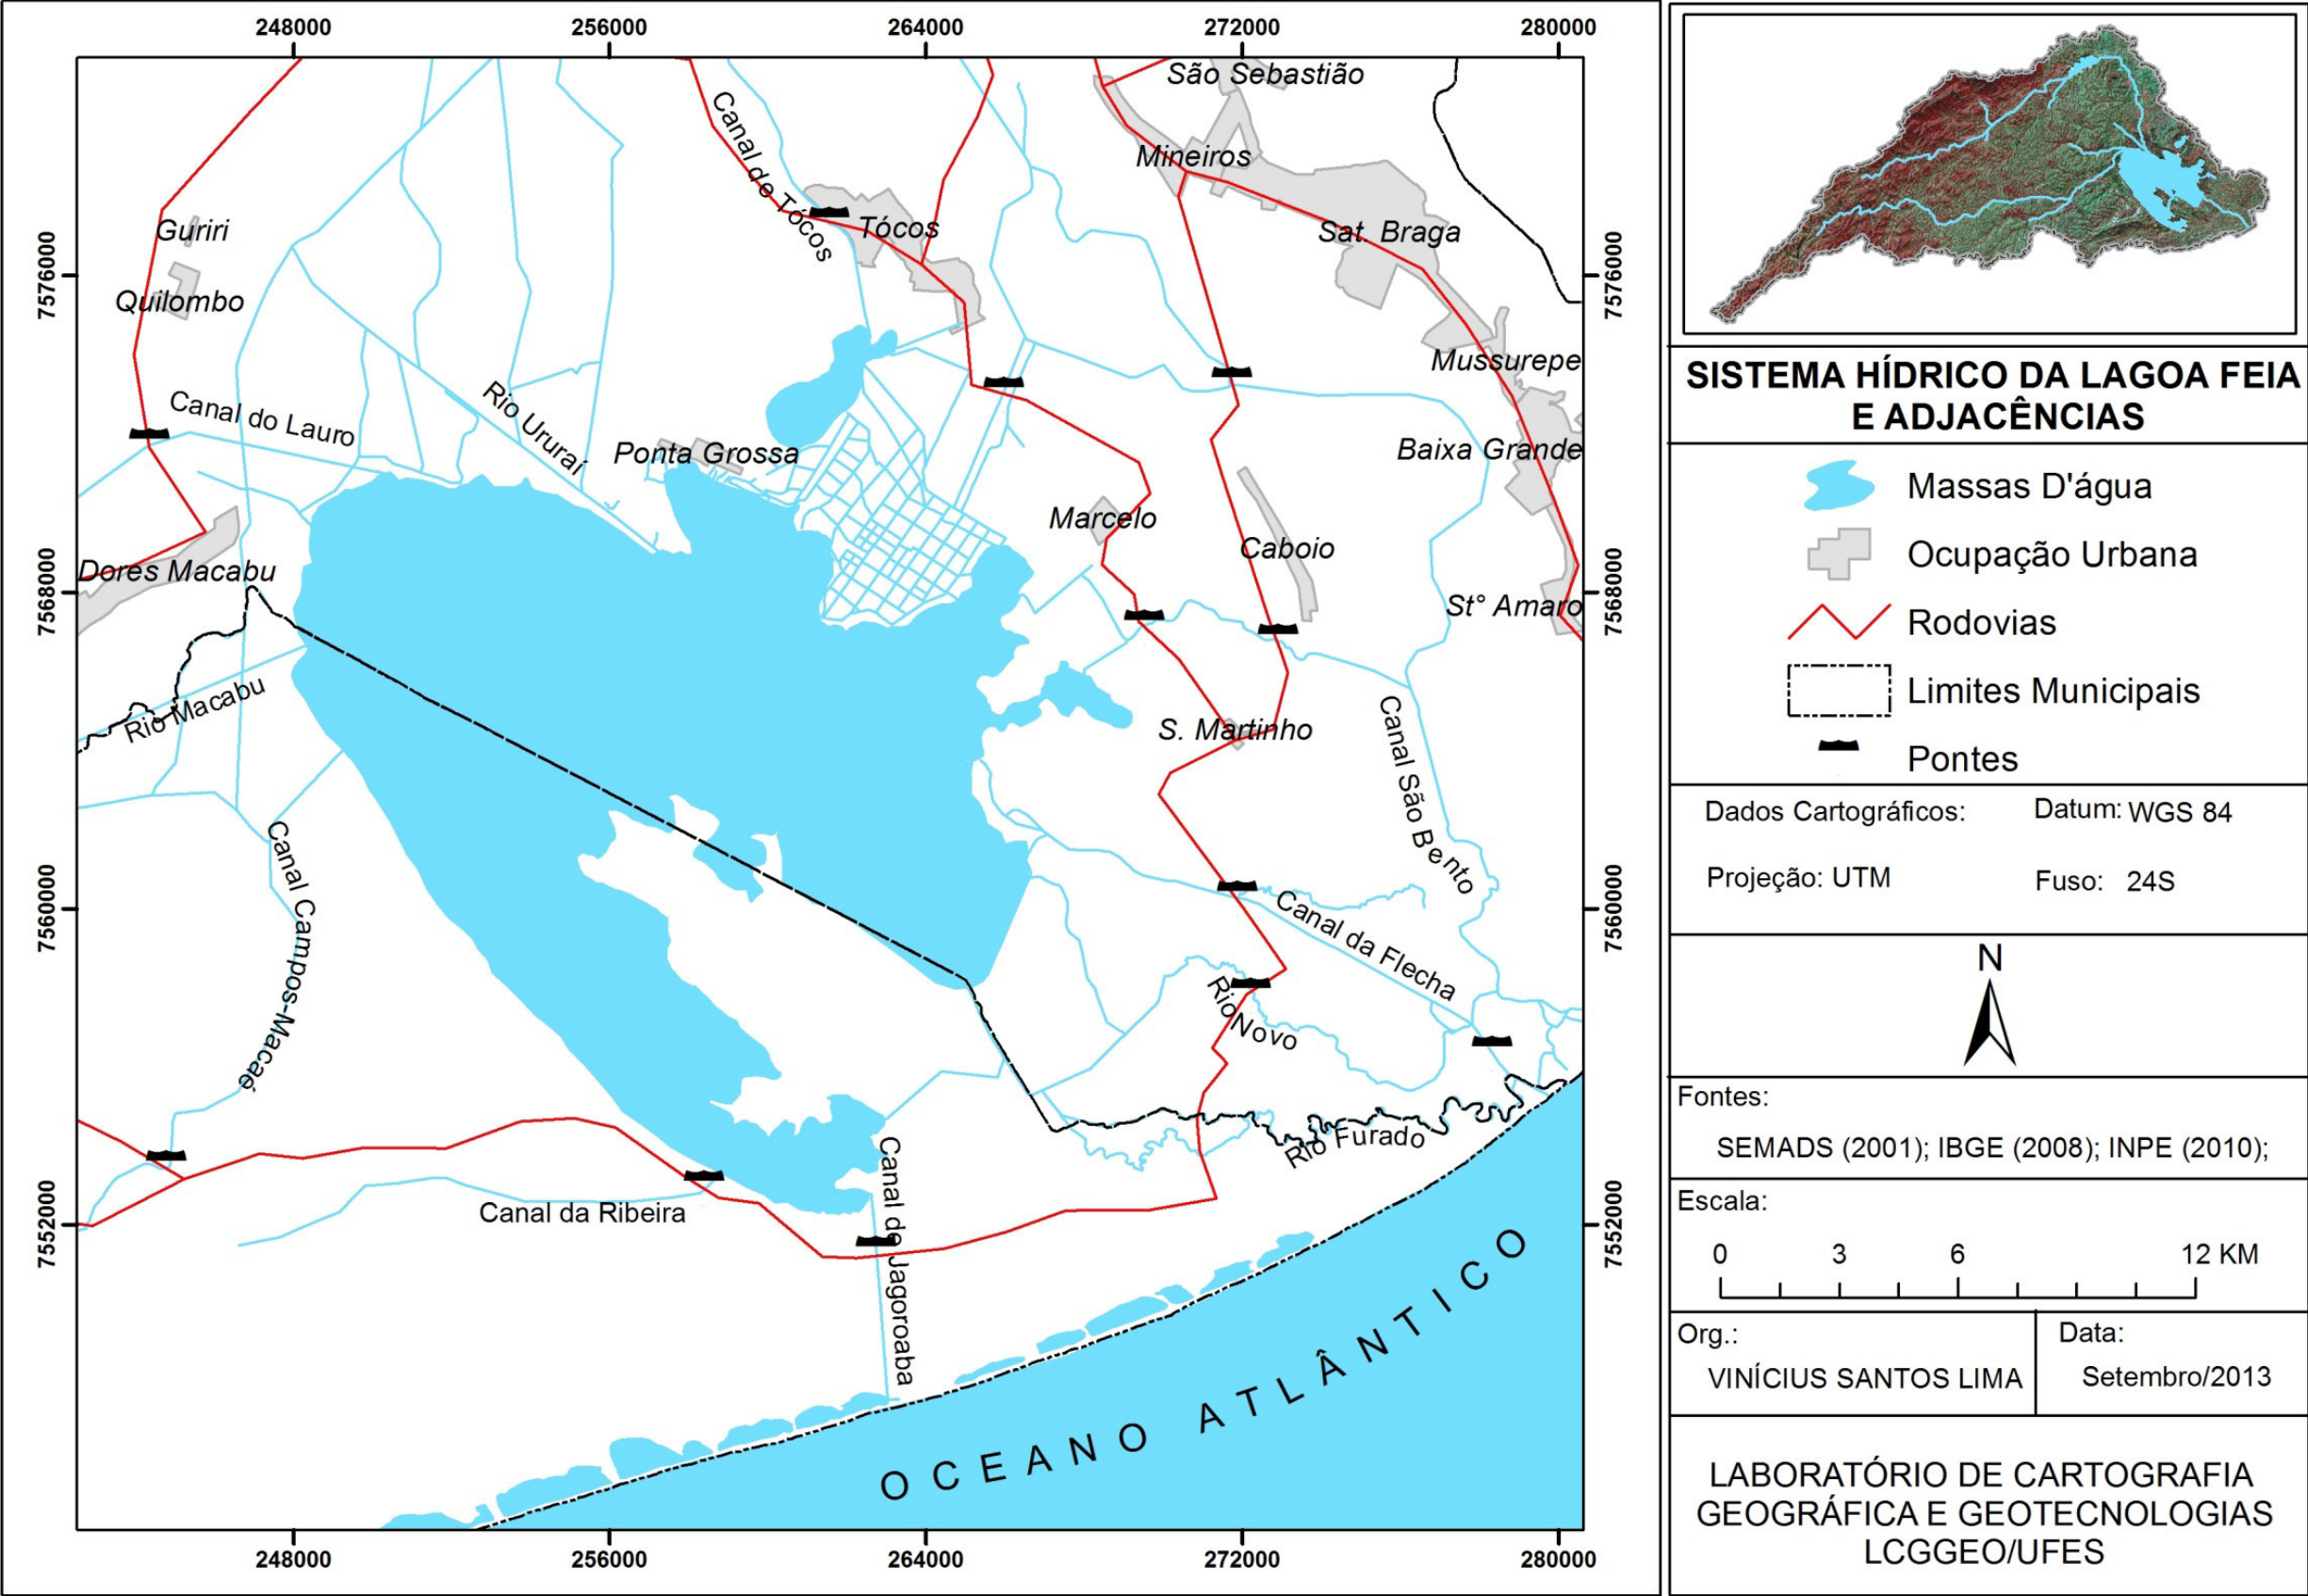 248000
256000
264000
272000
280000
São Sebastião
Canal de Tócos
Mineiros
Guriri
Tócos
Sat. Braga
7576000
7576000
Quilombo
Mussurepe
Canal do Lauro
Rio Ururaí
Ponta Grossa
Baixa Grande
Marcelo
Caboio
7568000
7568000
Dores Macabu
St° Amaro
Rio Macabu
S. Martinho
Canal São Bento
Canal Campos-Macaé
7560000
7560000
Canal da Flecha
Rio Novo
Rio Furado
Canal de Jagoroaba
7552000
7552000
Canal da Ribeira
OCEANO ATLÂNTICO
248000
256000
264000
272000
280000
SISTEMA HÍDRICO DA LAGOA FEIA
E ADJACÊNCIAS
Massas D'água
Ocupação Urbana
Rodovias
Limites Municipais
Pontes
Dados Cartográficos: Datum: WGS 84
Projeção: UTM Fuso: 24S
N
Fontes:
SEMADS (2001); IBGE (2008); INPE (2010);
Escala:
0 3 6 12 KM
Org.: Data:
VINÍCIUS SANTOS LIMA Setembro/2013
LABORATÓRIO DE CARTOGRAFIA
GEOGRÁFICA E GEOTECNOLOGIAS
LCGGEO/UFES